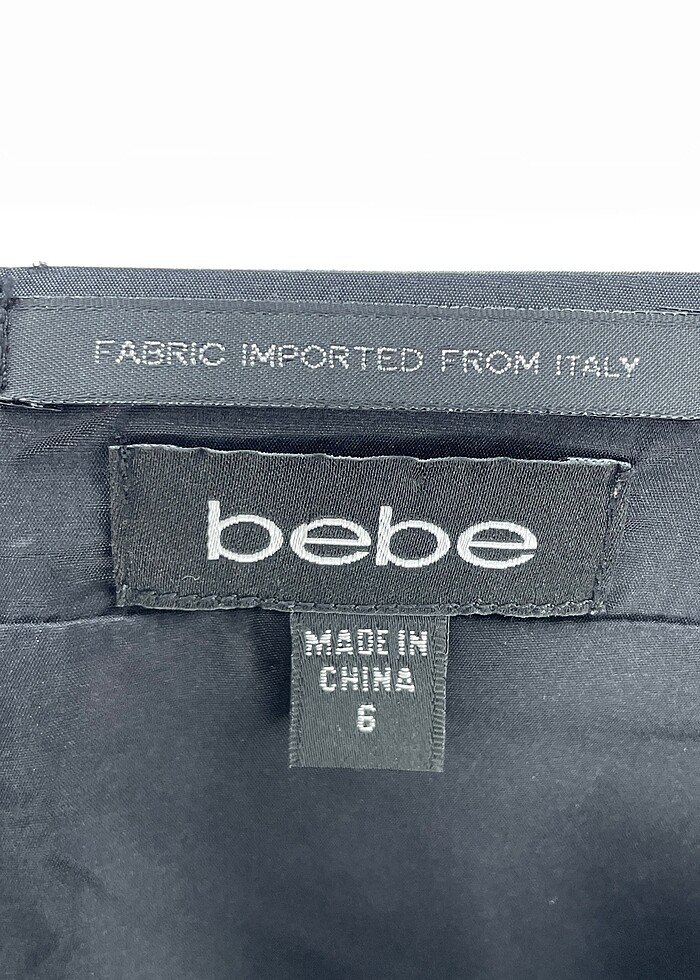 FABRIC IMPORTED FROM ITALY
bebe
MADE IN
CHINA
6